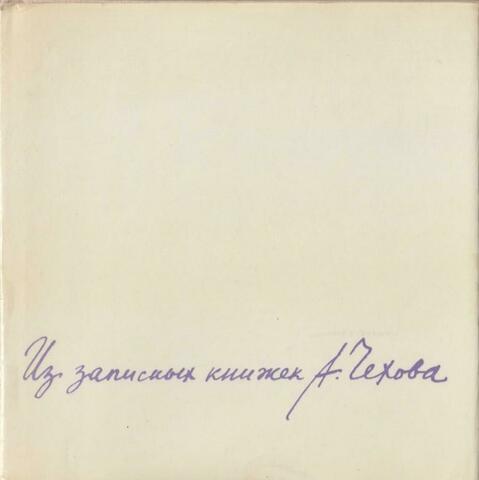 Из записных книжек А. Чехова